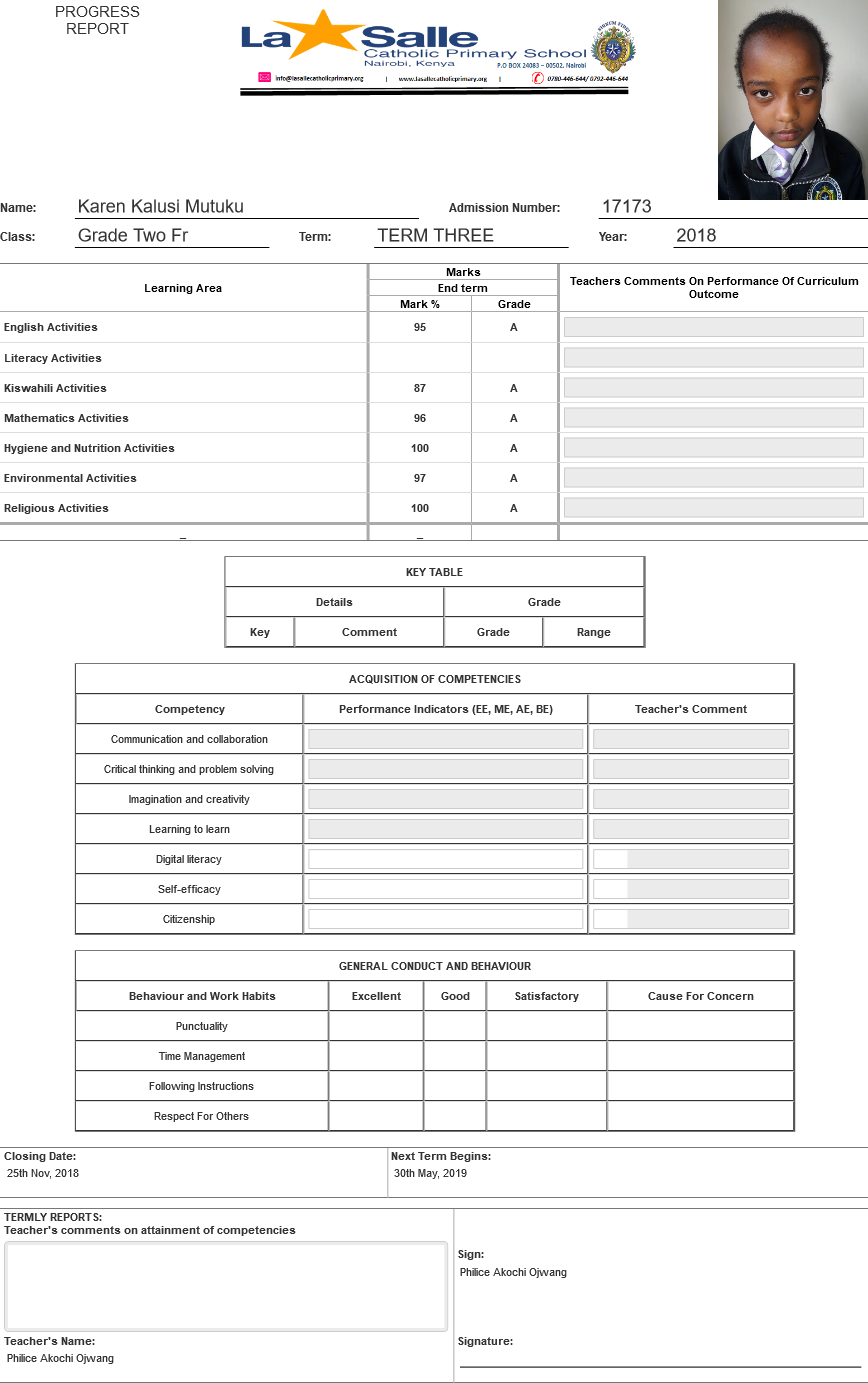 PROGRESS
REPORT
La Salle
Catholic Primary School
Nairobi, Kenya
P.O BOX 24083 – 00502, Nairobi
info@lasallecatholicprimary.org | www.lasallecatholicprimary.org | 0780-446-644/ 0792-446-644
Name: Karen Kalusi Mutuku Admission Number: 17173
Class: Grade Two Fr Term: TERM THREE Year: 2018
Learning Area Marks Teachers Comments On Performance Of Curriculum Outcome
End term
Mark % Grade
English Activities 95 A
Literacy Activities
Kiswahili Activities 87 A
Mathematics Activities 96 A
Hygiene and Nutrition Activities 100 A
Environmental Activities 97 A
Religious Activities 100 A
_ _
KEY TABLE
Details Grade
Key Comment Grade Range
ACQUISITION OF COMPETENCIES
Competency Performance Indicators (EE, ME, AE, BE) Teacher's Comment
Communication and collaboration
Critical thinking and problem solving
Imagination and creativity
Learning to learn
Digital literacy
Self-efficacy
Citizenship
GENERAL CONDUCT AND BEHAVIOUR
Behaviour and Work Habits Excellent Good Satisfactory Cause For Concern
Punctuality
Time Management
Following Instructions
Respect For Others
Closing Date: Next Term Begins:
25th Nov, 2018 30th May, 2019
TERMLY REPORTS:
Teacher's comments on attainment of competencies
Sign:
Philice Akochi Ojwang
Teacher's Name: Signature:
Philice Akochi Ojwang